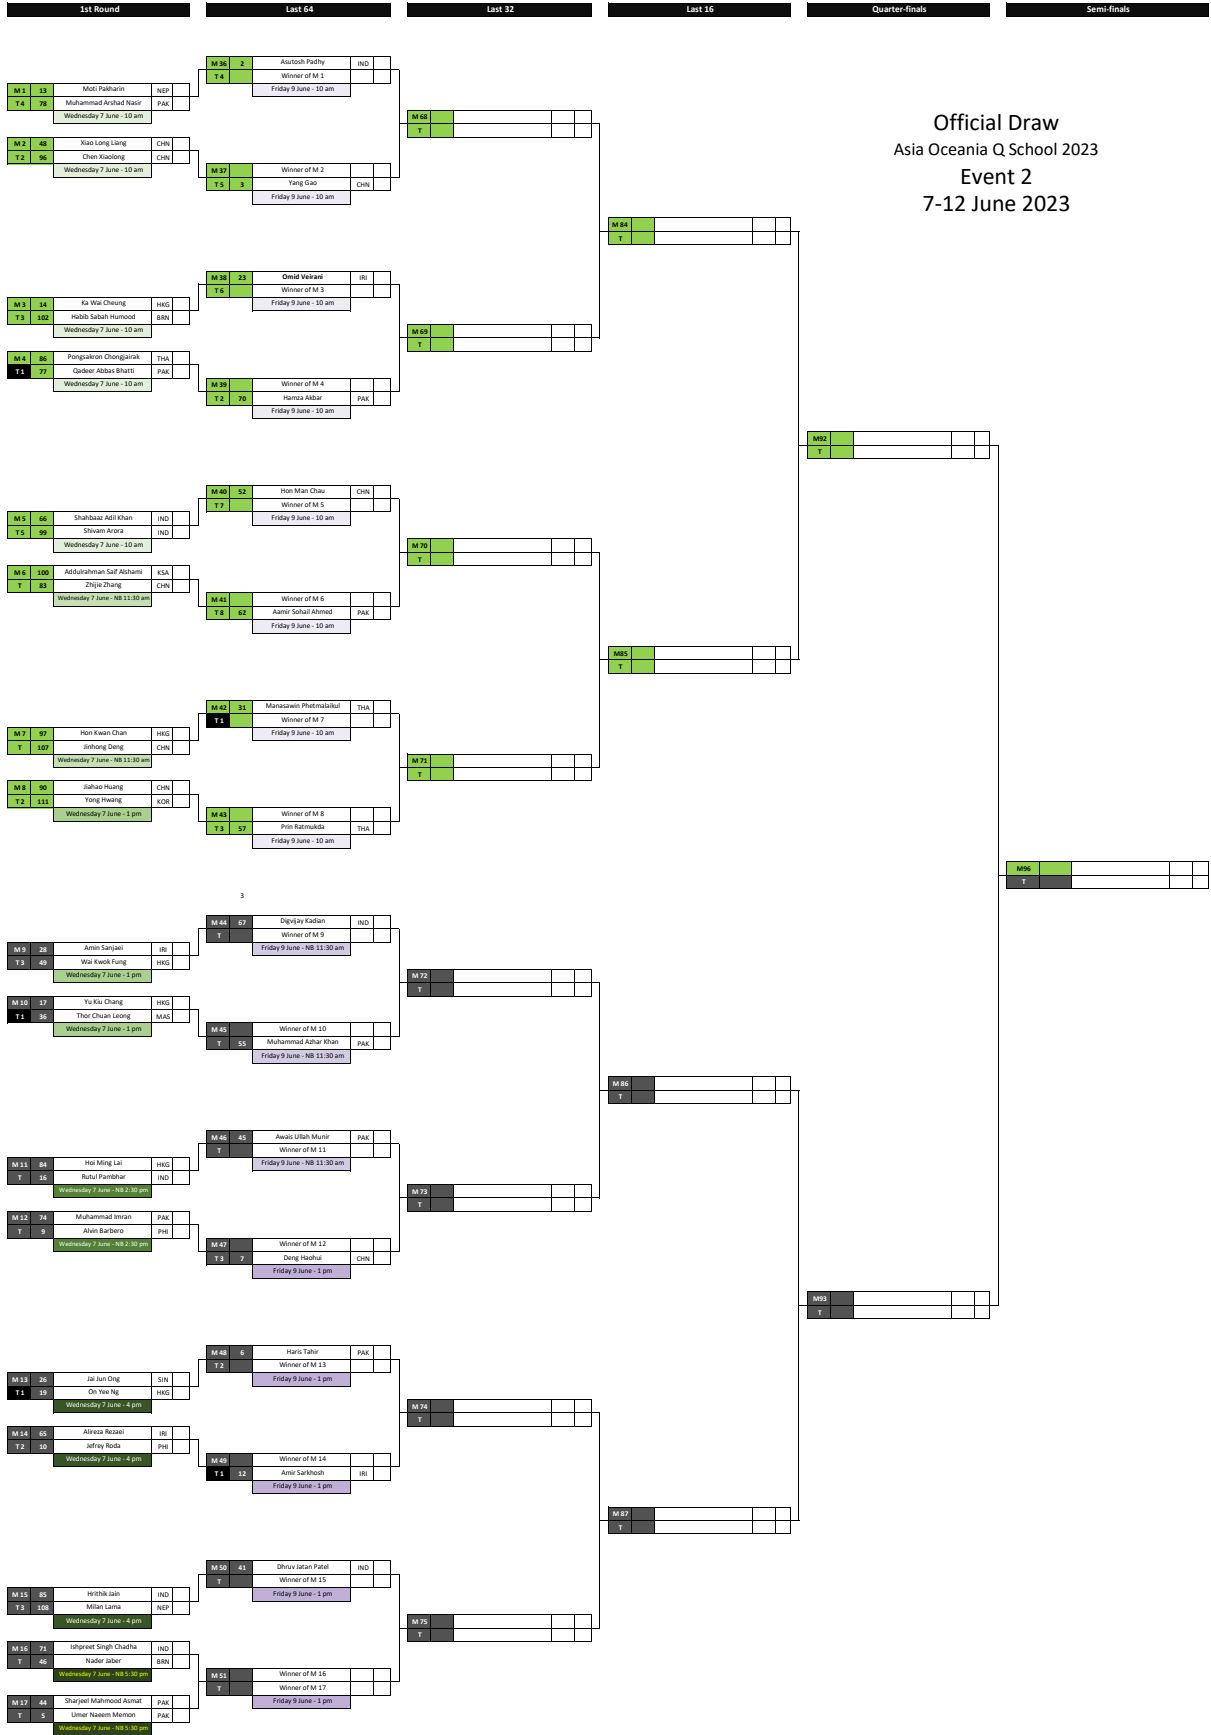 1st Round
Last 64
Last 32
Last 16
Quarter-finals
Semi-finals
Official Draw
Asia Oceania Q School 2023
Event 2
7-12 June 2023
M 1 13 Moti Pakharin NEP
T 4 78 Muhammad Arshad Nasir PAK
Wednesday 7 June - 10 am
M 2 48 Xiao Long Liang CHN
T 2 96 Chen Xiaolong CHN
Wednesday 7 June - 10 am
M 3 14 Ka Wai Cheung HKG
T 3 102 Habib Sabah Humood BRN
Wednesday 7 June - 10 am
M 4 86 Pongsakron Chongjairak THA
T 1 77 Qadeer Abbas Bhatti PAK
Wednesday 7 June - 10 am
M 5 66 Shahbaaz Adil Khan IND
T 5 99 Shivam Arora IND
Wednesday 7 June - 10 am
M 6 100 Addulrahman Saif Alshami KSA
T 83 Zhijie Zhang CHN
Wednesday 7 June - NB 11:30 am
M 7 97 Hon Kwan Chan HKG
T 107 Jinhong Deng CHN
Wednesday 7 June - NB 11:30 am
M 8 90 Jiahao Huang CHN
T 2 111 Yong Hwang KOR
Wednesday 7 June - 1 pm
M 9 28 Amin Sanjaei IRI
T 3 49 Wai Kwok Fung HKG
Wednesday 7 June - 1 pm
M 10 17 Yu Kiu Chang HKG
T 1 36 Thor Chuan Leong MAS
Wednesday 7 June - 1 pm
M 11 84 Hoi Ming Lai HKG
T 16 Rutul Pambhar IND
Wednesday 7 June - NB 2:30 pm
M 12 74 Muhammad Imran PAK
T 9 Alvin Barbero PHI
Wednesday 7 June - NB 2:30 pm
M 13 26 Jai Jun Ong SIN
T 1 19 On Yee Ng HKG
Wednesday 7 June - 4 pm
M 14 65 Alireza Rezaei IRI
T 2 10 Jefrey Roda PHI
Wednesday 7 June - 4 pm
M 15 85 Hrithik Jain IND
T 3 108 Milan Lama NEP
Wednesday 7 June - 4 pm
M 16 71 Ishpreet Singh Chadha IND
T 46 Nader Jaber BRN
Wednesday 7 June - NB 5:30 pm
M 17 44 Sharjeel Mahmood Asmat PAK
T 5 Umer Naeem Memon PAK
Wednesday 7 June - NB 5:30 pm
M 36 2 Asutosh Padhy IND
T 4 Winner of M 1
Friday 9 June - 10 am
M 37 Winner of M 2
T 5 3 Yang Gao CHN
Friday 9 June - 10 am
M 38 23 Omid Veirani IRI
T 6 Winner of M 3
Friday 9 June - 10 am
M 39 Winner of M 4
T 2 70 Hamza Akbar PAK
Friday 9 June - 10 am
M 40 52 Hon Man Chau CHN
T 7 Winner of M 5
Friday 9 June - 10 am
M 41 Winner of M 6
T 8 62 Aamir Sohail Ahmed PAK
Friday 9 June - 10 am
M 42 31 Manasawin Phetmalaikul THA
T 1 Winner of M 7
Friday 9 June - 10 am
M 43 Winner of M 8
T 3 57 Prin Ratmukda THA
Friday 9 June - 10 am
3
M 44 67 Digvijay Kadian IND
T Winner of M 9
Friday 9 June - NB 11:30 am
M 45 Winner of M 10
T 55 Muhammad Azhar Khan PAK
Friday 9 June - NB 11:30 am
M 46 45 Awais Ullah Munir PAK
T Winner of M 11
Friday 9 June - NB 11:30 am
M 47 Winner of M 12
T 3 7 Deng Haohui CHN
Friday 9 June - 1 pm
M 48 6 Haris Tahir PAK
T 2 Winner of M 13
Friday 9 June - 1 pm
M 49 Winner of M 14
T 1 12 Amir Sarkhosh IRI
Friday 9 June - 1 pm
M 50 41 Dhruv Jatan Patel IND
T Winner of M 15
Friday 9 June - 1 pm
M 51 Winner of M 16
T Winner of M 17
Friday 9 June - 1 pm
M 68
T
M 69
T
M 70
T
M 71
T
M 72
T
M 73
T
M 74
T
M 75
T
M 84
T
M85
T
M 86
T
M 87
T
M92
T
M93
T
M96
T